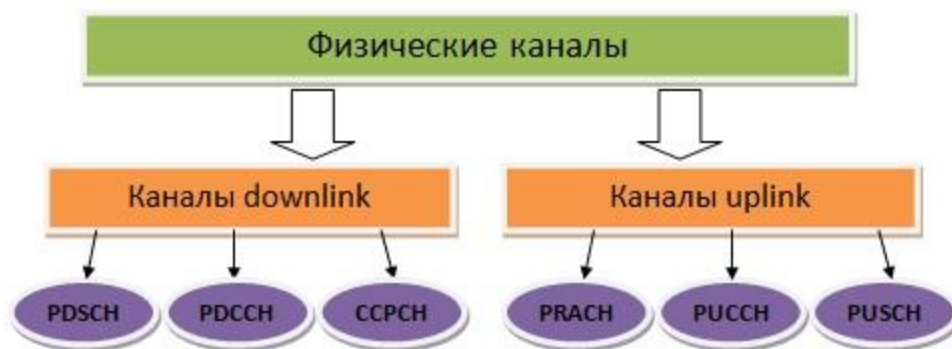 Физические каналы
Каналы downlink
Каналы uplink
PDSCH
PDCCH
CCPCH
PRACH
PUCCH
PUSCH